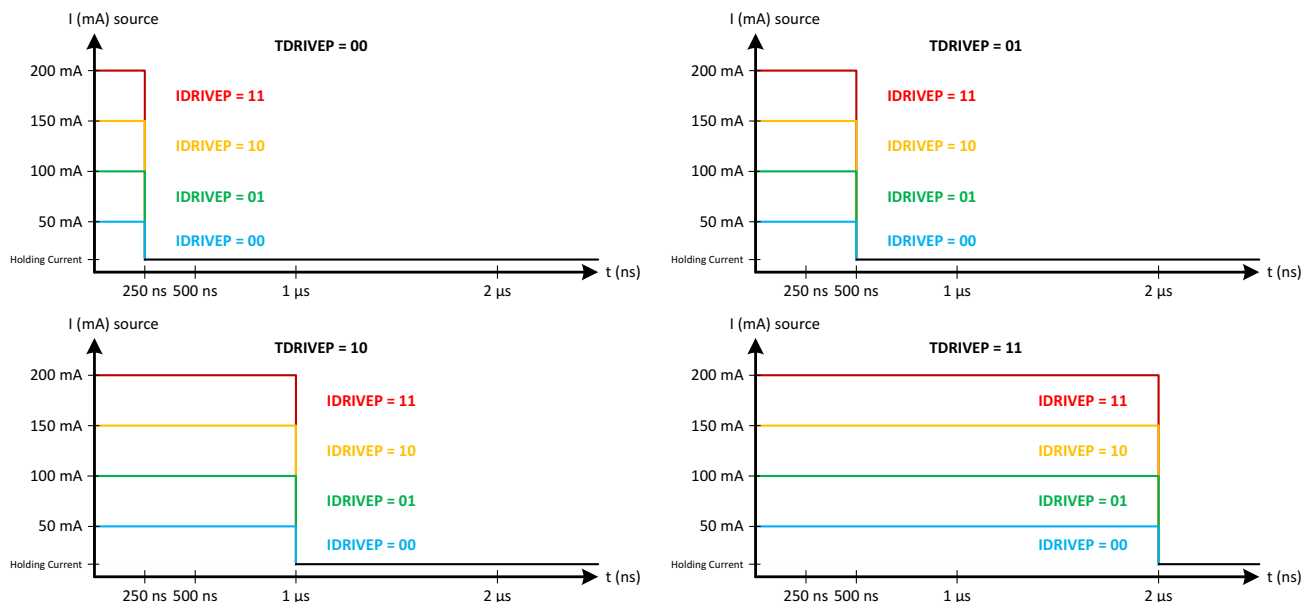 I (mA) source
TDRIVEP = 00
200 mA
IDRIVEP = 11
150 mA
IDRIVEP = 10
100 mA
IDRIVEP = 01
50 mA
IDRIVEP = 00
Holding Current
t (ns)
250 ns 500 ns 1 µs 2 µs
I (mA) source
TDRIVEP = 01
200 mA
IDRIVEP = 11
150 mA
IDRIVEP = 10
100 mA
IDRIVEP = 01
50 mA
IDRIVEP = 00
Holding Current
t (ns)
250 ns 500 ns 1 µs 2 µs
I (mA) source
TDRIVEP = 10
200 mA
IDRIVEP = 11
150 mA
IDRIVEP = 10
100 mA
IDRIVEP = 01
50 mA
IDRIVEP = 00
Holding Current
t (ns)
250 ns 500 ns 1 µs 2 µs
I (mA) source
TDRIVEP = 11
200 mA
IDRIVEP = 11
150 mA
IDRIVEP = 10
100 mA
IDRIVEP = 01
50 mA
IDRIVEP = 00
Holding Current
t (ns)
250 ns 500 ns 1 µs 2 µs